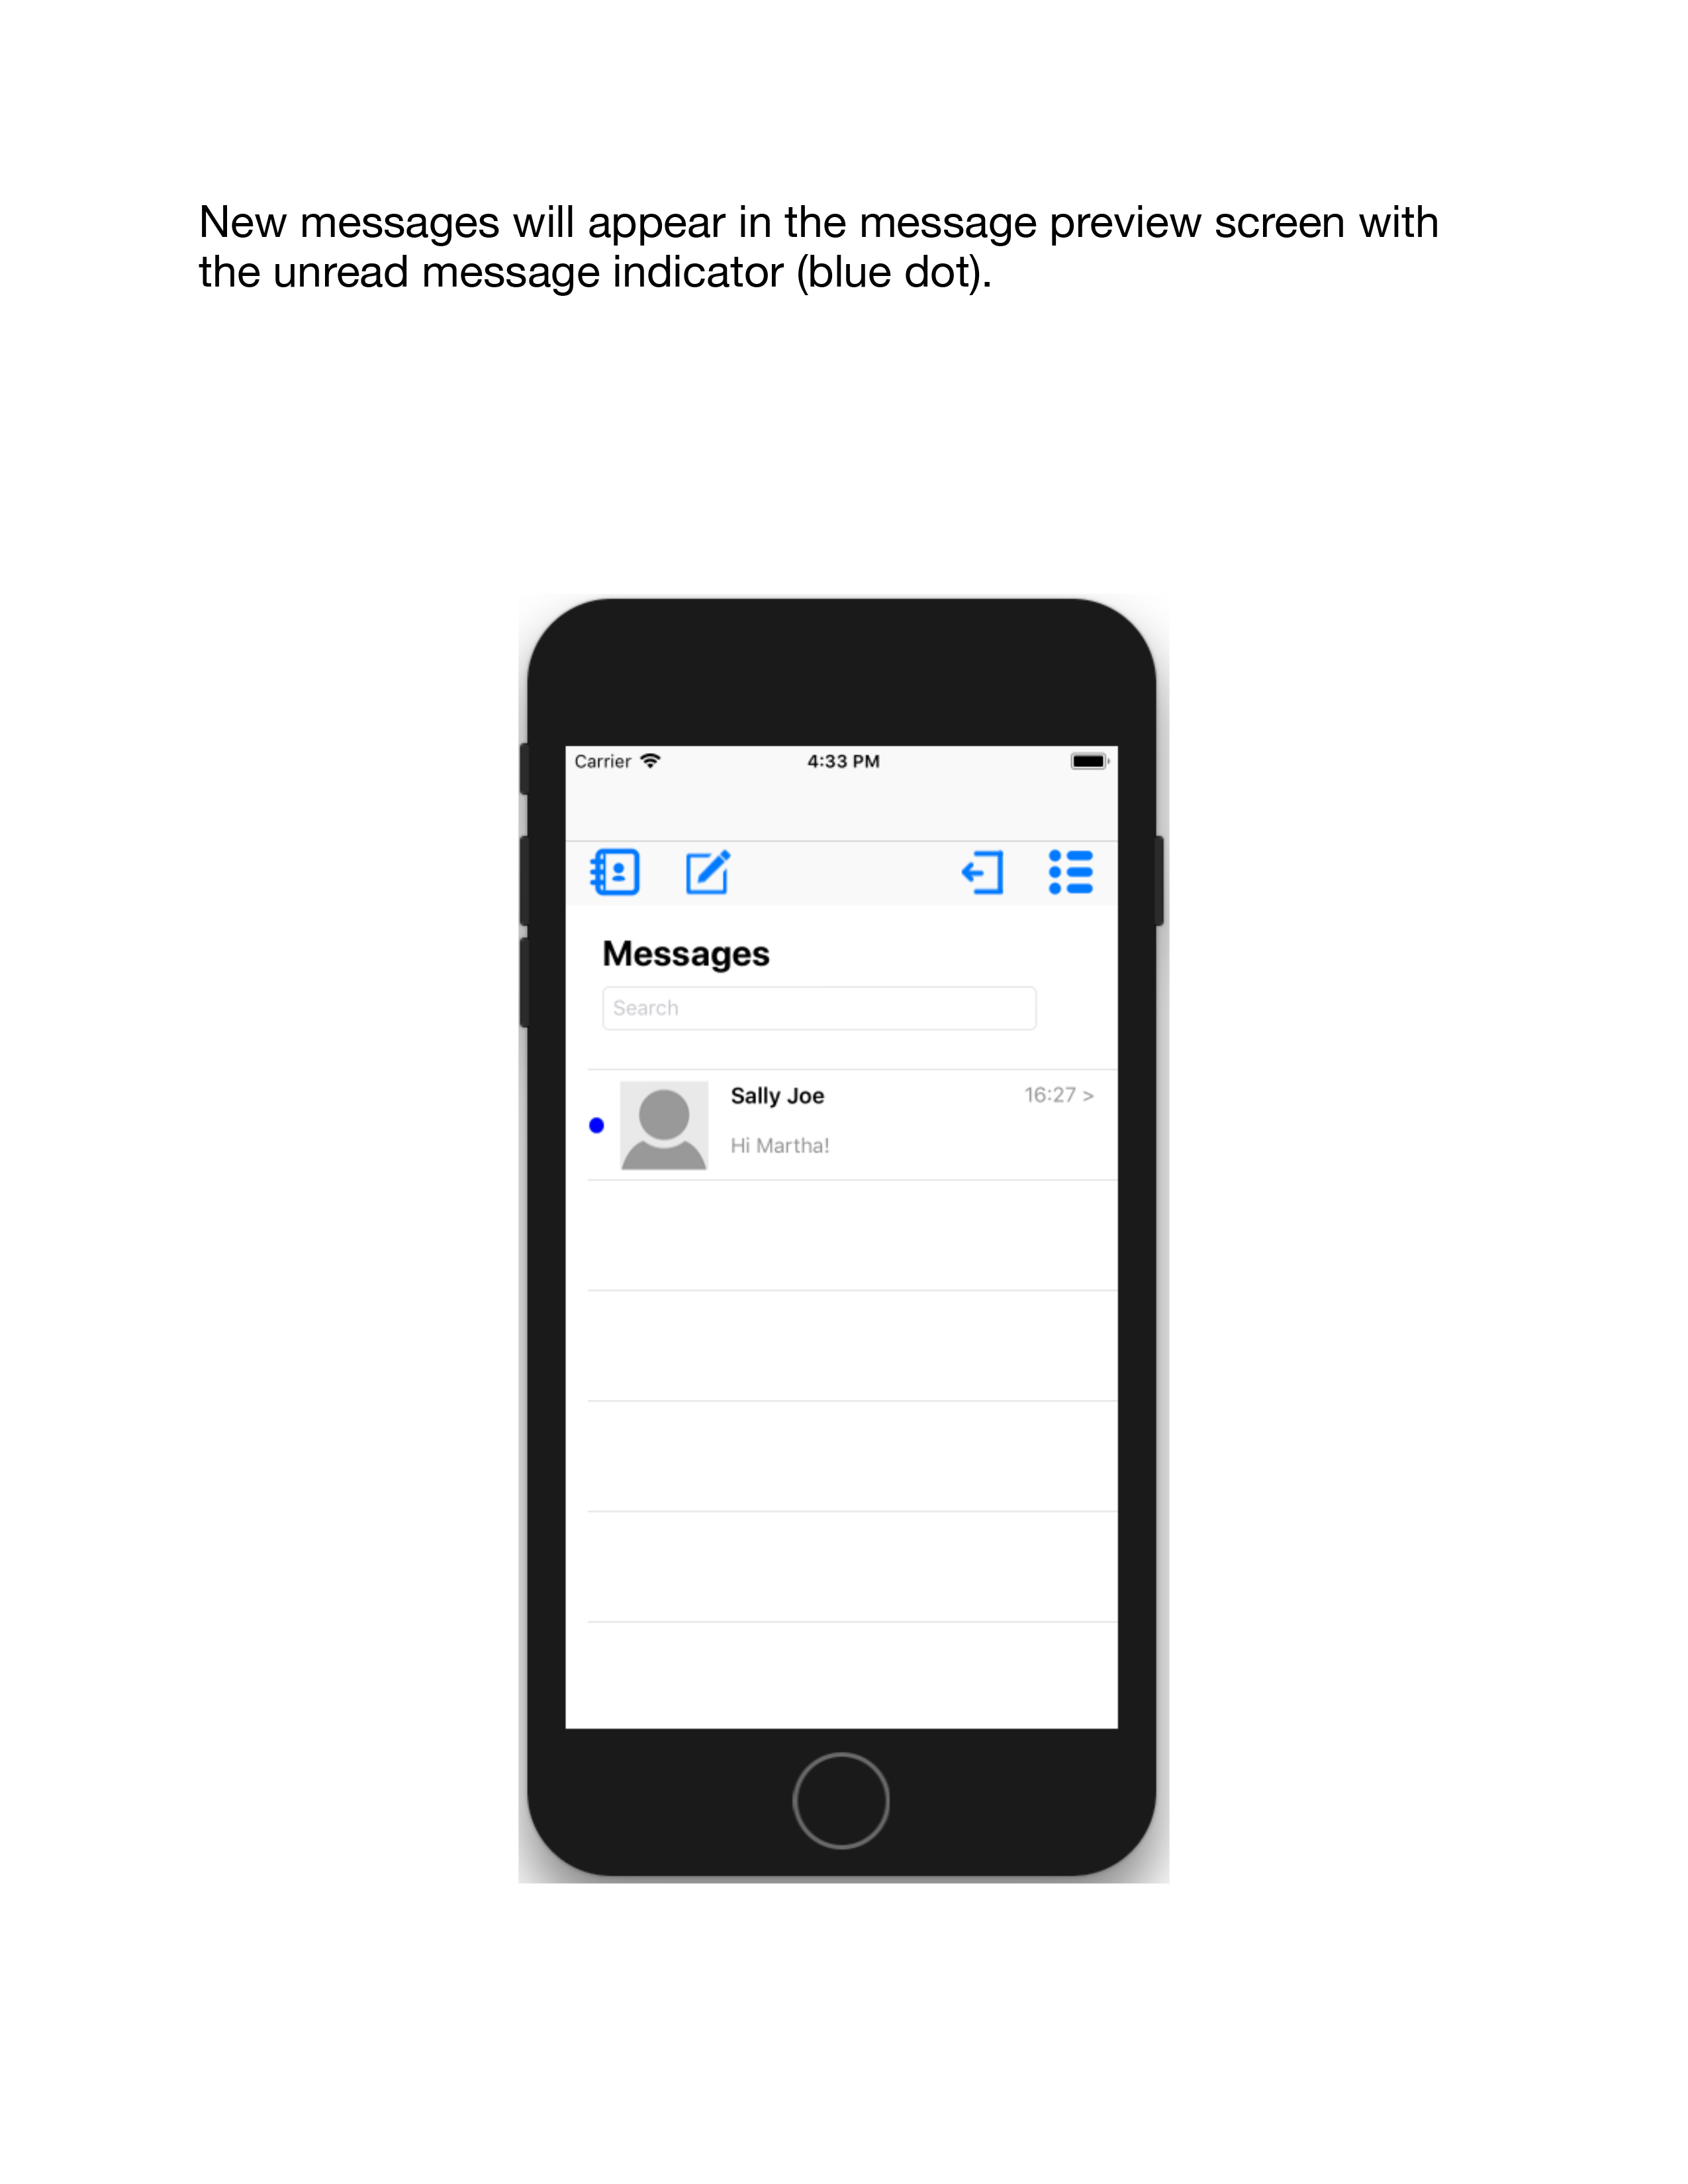 New messages will appear in the message preview screen with
the unread message indicator (blue dot).
Carrier 4:33 PM
Messages
Search
Sally Joe 16:27 >
Hi Martha!